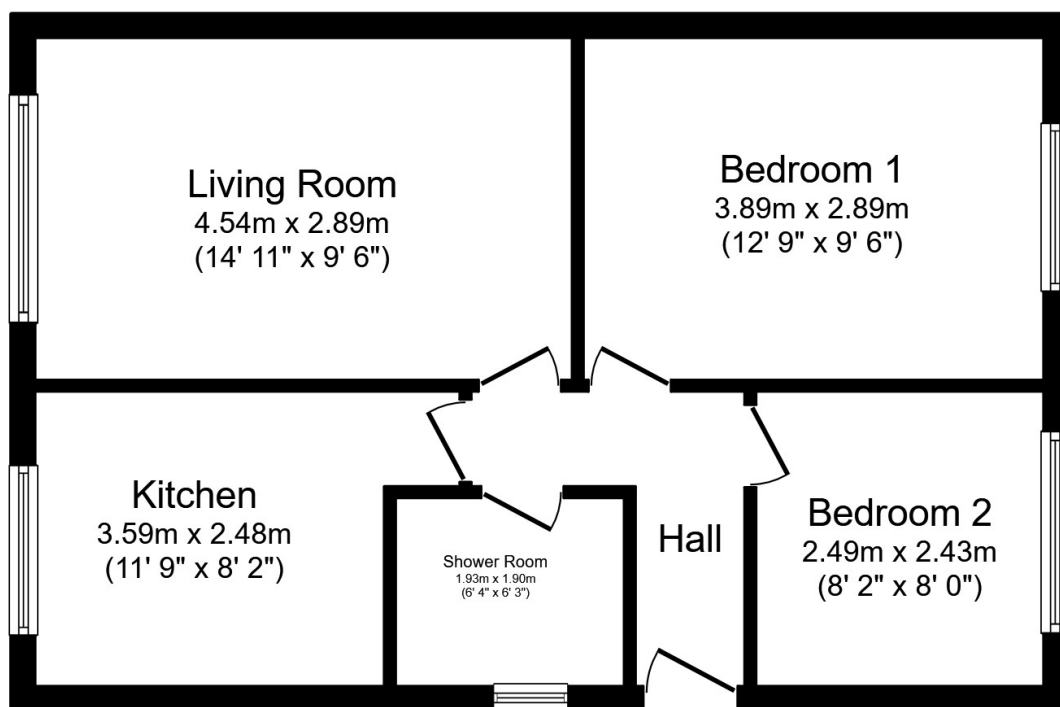 Living Room
4.54m x 2.89m
(14' 11" x 9' 6")
Bedroom 1
3.89m x 2.89m
(12' 9" x 9' 6")
Kitchen
3.59m x 2.48m
(11' 9" x 8' 2")
Shower Room
1.93m x 1.90m
(6' 4" x 6' 3")
Hall
Bedroom 2
2.49m x 2.43m
(8' 2" x 8' 0")